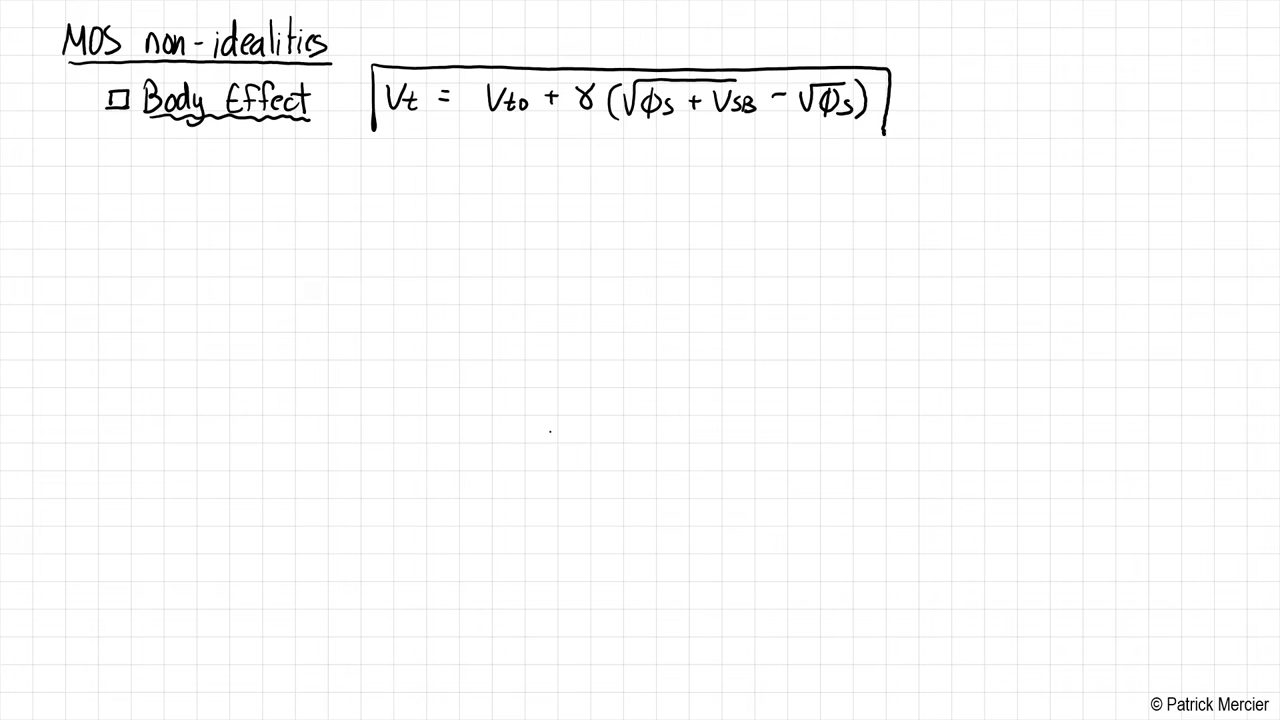 MOS non-idealities
Body Effect Vt = Vt0 + γ (√ϕs + VSB - √ϕs)
© Patrick Mercier